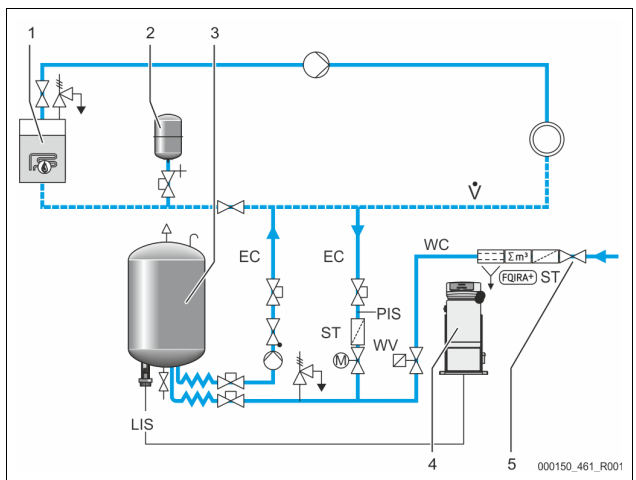 1
2
3
V̇
EC
EC
WC
Σm³
FQIRA+
ST
PIS
ST
WV
M
LIS
4
5
000150_461_R001